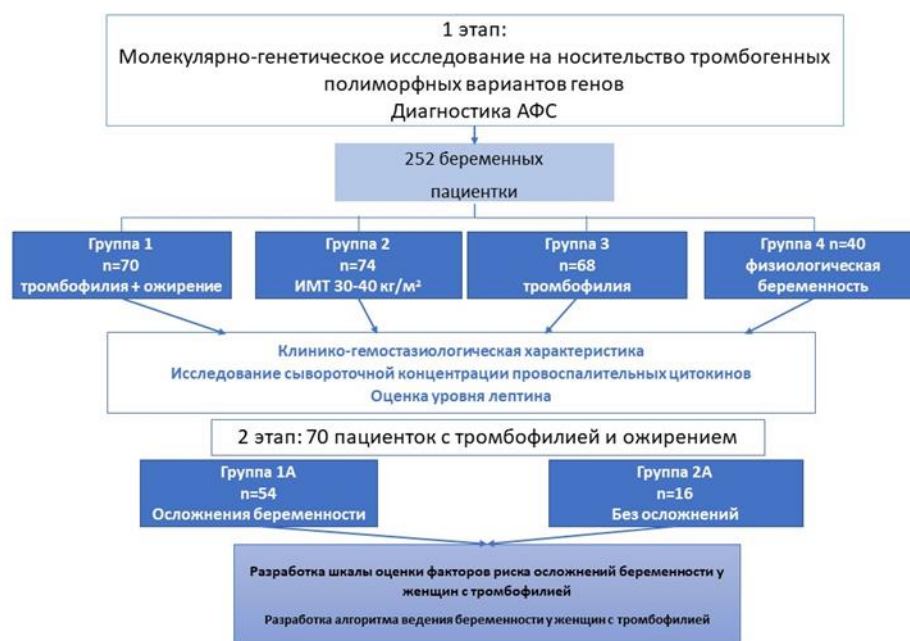 1 этап:
Молекулярно-генетическое исследование на носительство тромбогенных
полиморфных вариантов генов
Диагностика АФС
252 беременных
пациентки
Группа 1
n=70
тромбофилия + ожирение
Группа 2
n=74
ИМТ 30-40 кг/м²
Группа 3
n=68
тромбофилия
Группа 4 n=40
физиологическая
беременность
Клинико-гемостазиологическая характеристика
Исследование сывороточной концентрации провоспалительных цитокинов
Оценка уровня лептина
2 этап: 70 пациенток с тромбофилией и ожирением
Группа 1А
n=54
Осложнения беременности
Группа 2А
n=16
Без осложнений
Разработка шкалы оценки факторов риска осложнений беременности у
женщин с тромбофилией
Разработка алгоритма ведения беременности у женщин с тромбофилией